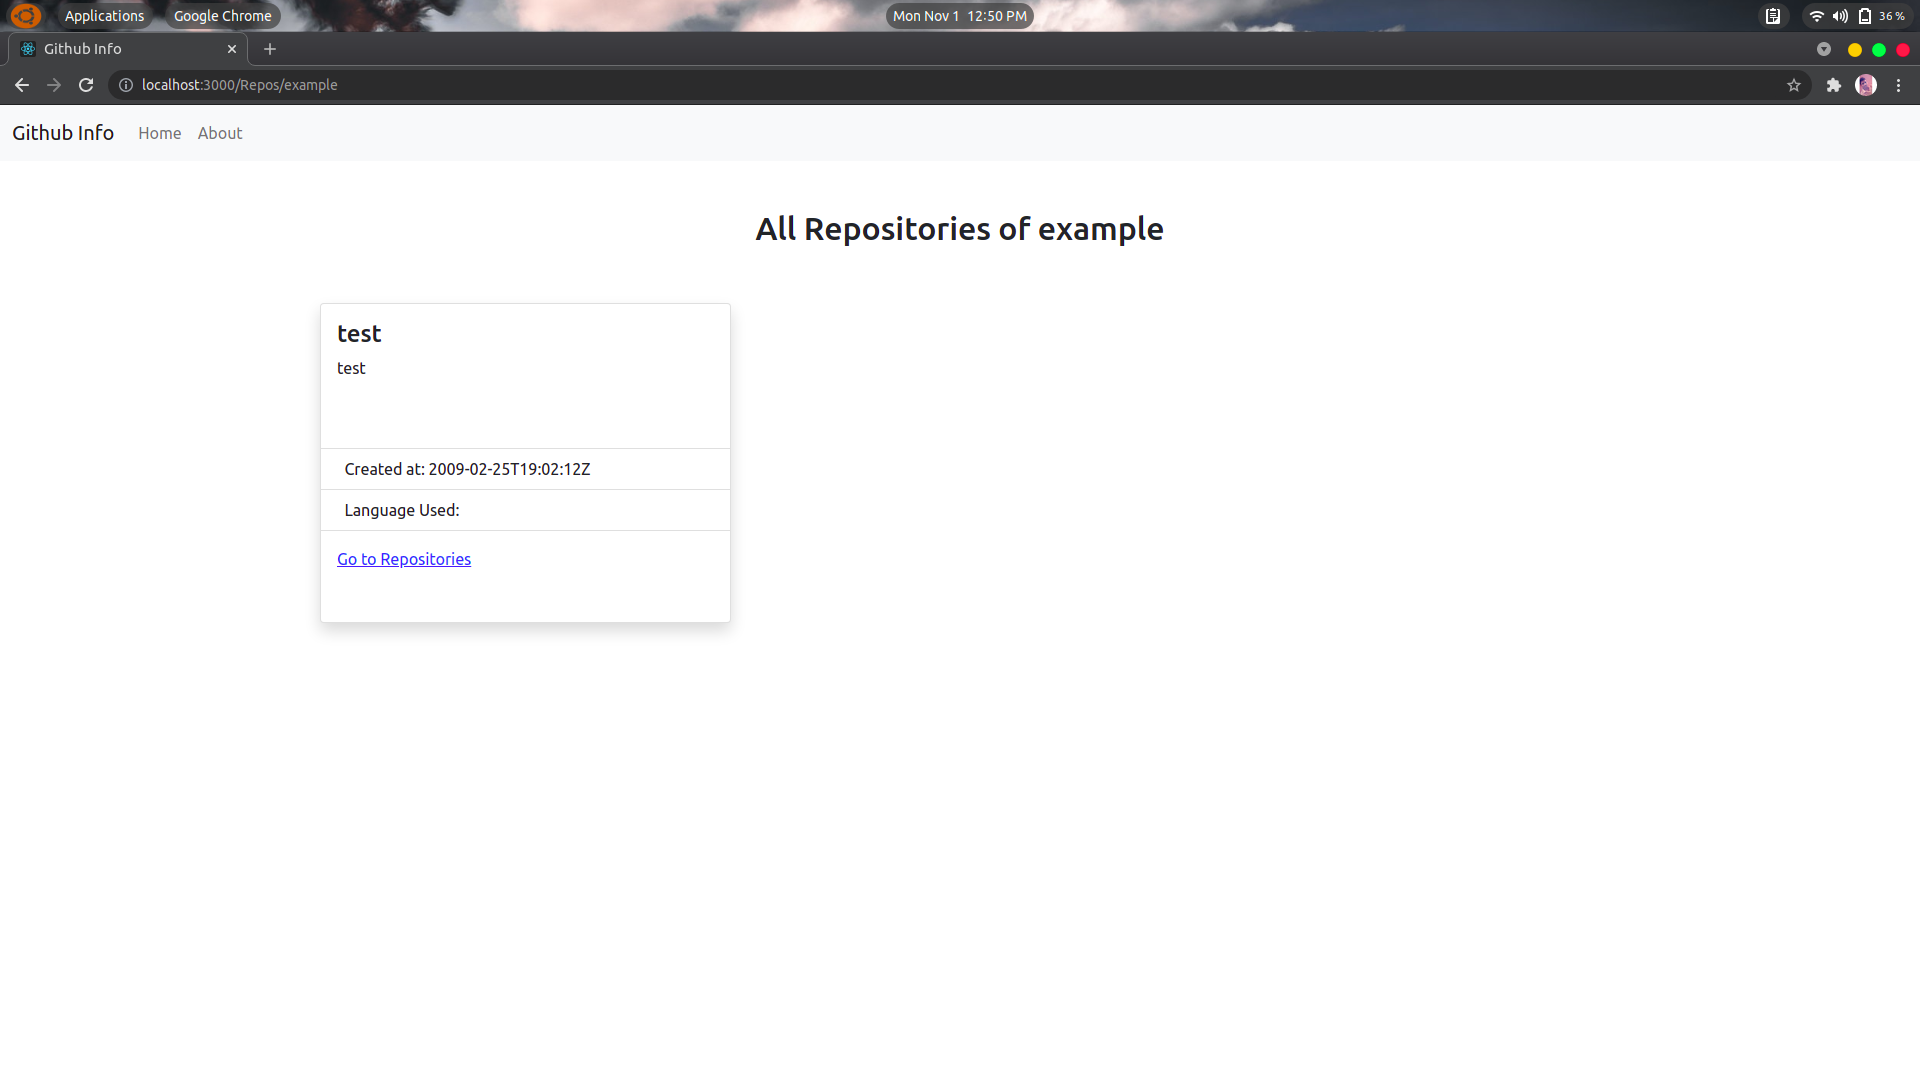 Applications Google Chrome Mon Nov 1 12:50 PM 36 %
Github Info
localhost:3000/Repos/example
Github Info Home About
All Repositories of example
test
test
Created at: 2009-02-25T19:02:12Z
Language Used:
Go to Repositories